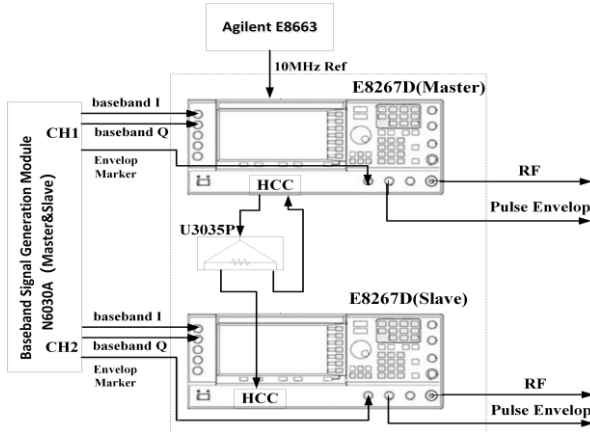 Agilent E8663
10MHz Ref
E8267D(Master)
baseband I
CH1
baseband Q
Envelop
Marker
HCC
RF
Pulse Envelop
U3035P
Baseband Signal Generation Module
N6030A（Master&Slave）
E8267D(Slave)
baseband I
CH2
baseband Q
Envelop
Marker
HCC
RF
Pulse Envelop